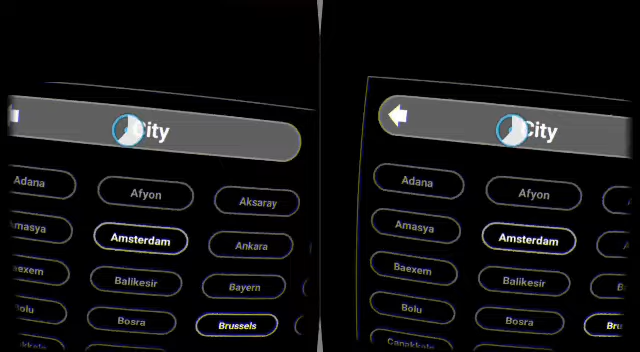 City
Adana Afyon Aksaray
Amasya Amsterdam Ankara
Baexem Balikesir Bayern
Bolu Bosra Brussels
City
Adana Afyon
Amasya Amsterdam
Baexem Balikesir
Bolu Bosra
Çanakkale